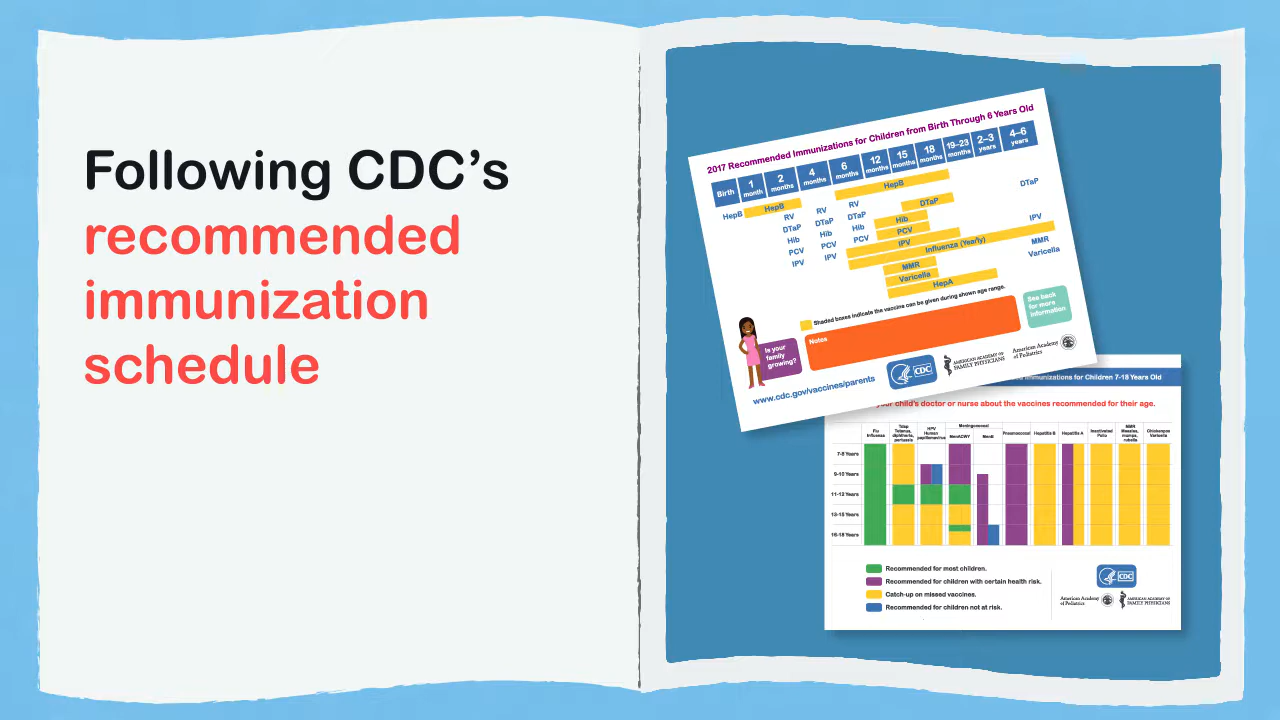 Following CDC’s
recommended
immunization
schedule
2017 Recommended Immunizations for Children from Birth Through 6 Years Old
Birth
1 month
2 months
4 months
6 months
12 months
15 months
18 months
19–23 months
2–3 years
4–6 years
HepB
HepB
HepB
RV
RV
RV
DTaP
DTaP
DTaP
DTaP
DTaP
Hib
Hib
Hib
Hib
PCV
PCV
PCV
PCV
IPV
IPV
IPV
IPV
Influenza (Yearly)
MMR
MMR
Varicella
Varicella
HepA
Shaded boxes indicate the vaccine can be given during shown age range.
Is your
family
growing?
Notes
See back
for more
information
www.cdc.gov/vaccines/parents
CDC
AMERICAN ACADEMY OF
FAMILY PHYSICIANS
American Academy
of Pediatrics
Immunizations for Children 7-18 Years Old
your child's doctor or nurse about the vaccines recommended for their age.
Flu
Influenza
Tdap
Tetanus,
diphtheria,
pertussis
HPV
Human
papillomavirus
Meningococcal
MenACWY
MenB
Pneumococcal
Hepatitis B
Hepatitis A
Inactivated
Polio
MMR
Measles,
mumps,
rubella
Chickenpox
Varicella
7-8 Years
9-10 Years
11-12 Years
13-15 Years
16-18 Years
Recommended for most children.
Recommended for children with certain health risk.
Catch-up on missed vaccines.
Recommended for children not at risk.
CDC
American Academy
of Pediatrics
AMERICAN ACADEMY OF
FAMILY PHYSICIANS